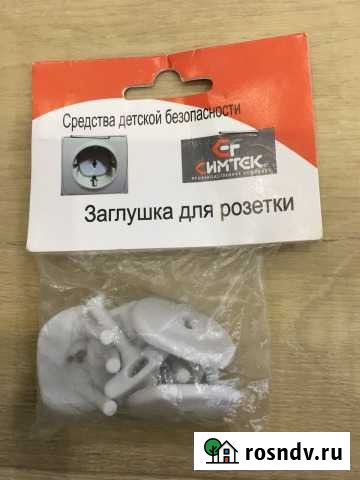 Средства детской безопасности
СИМТЕК
Заглушка для розетки
rosndv.ru